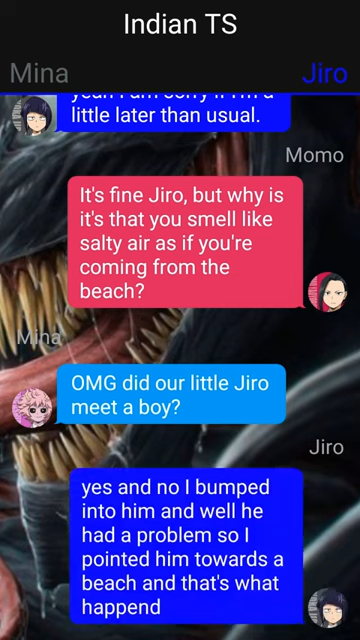 Indian TS
Mina
Jiro
yeah I am sorry if I'm a
little later than usual.
Momo
It's fine Jiro, but why is
it's that you smell like
salty air as if you're
coming from the
beach?
Mina
OMG did our little Jiro
meet a boy?
Jiro
yes and no I bumped
into him and well he
had a problem so I
pointed him towards a
beach and that's what
happend